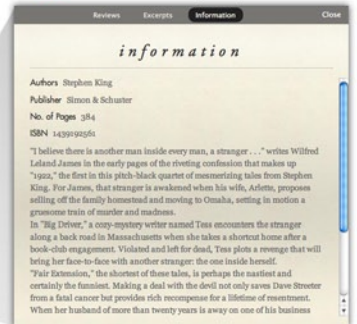 Reviews Excerpts Information Close
information
Authors Stephen King
Publisher Simon & Schuster
No. of Pages 384
ISBN 1439192561
"I believe there is another man inside every man, a stranger . . ." writes Wilfred
Leland James in the early pages of the riveting confession that makes up
"1922," the first in this pitch-black quartet of mesmerizing tales from Stephen
King. For James, that stranger is awakened when his wife, Arlette, proposes
selling off the family homestead and moving to Omaha, setting in motion a
gruesome train of murder and madness.
In "Big Driver," a cozy-mystery writer named Tess encounters the stranger
along a back road in Massachusetts when she takes a shortcut home after a
book-club engagement. Violated and left for dead, Tess plots a revenge that will
bring her face-to-face with another stranger: the one inside herself.
"Fair Extension," the shortest of these tales, is perhaps the nastiest and
certainly the funniest. Making a deal with the devil not only saves Dave Streeter
from a fatal cancer but provides rich recompense for a lifetime of resentment.
When her husband of more than twenty years is away on one of his business